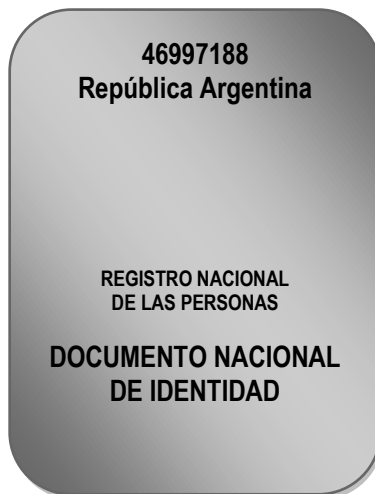 46997188
República Argentina
REGISTRO NACIONAL
DE LAS PERSONAS
DOCUMENTO NACIONAL
DE IDENTIDAD